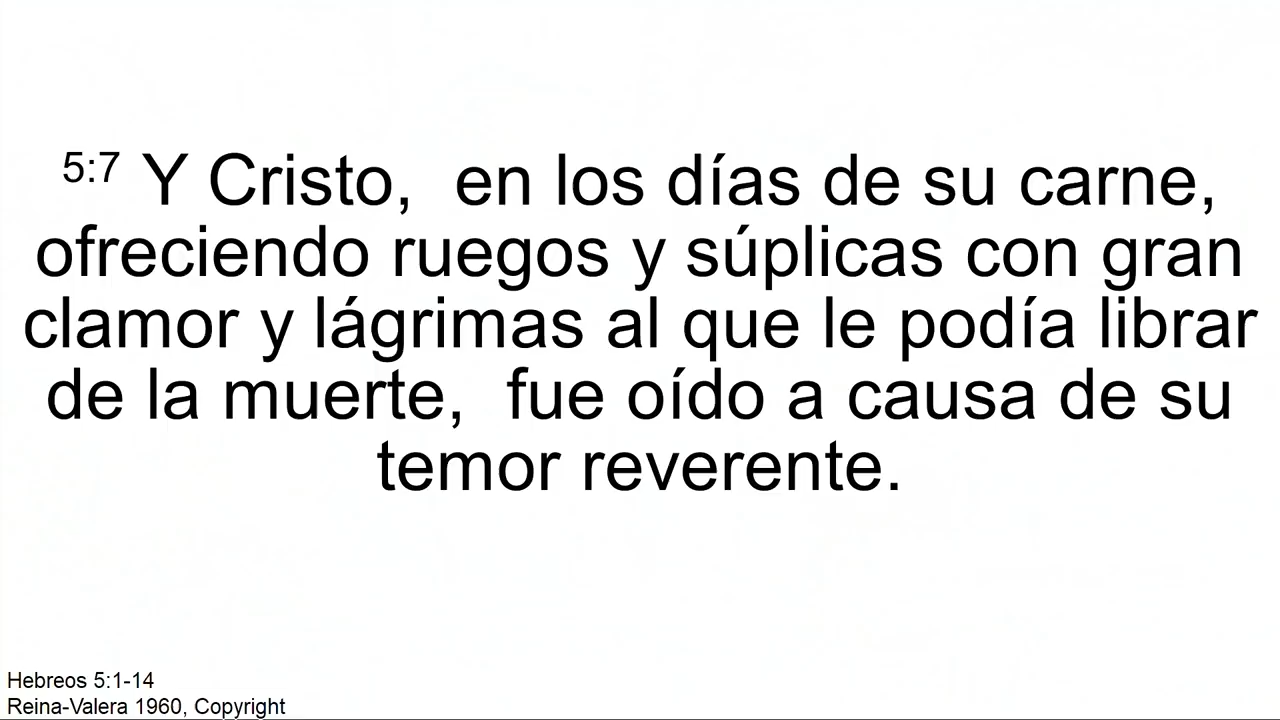 5:7 Y Cristo,  en los días de su carne,
ofreciendo ruegos y súplicas con gran
clamor y lágrimas al que le podía librar
de la muerte,  fue oído a causa de su
temor reverente.
Hebreos 5:1-14
Reina-Valera 1960, Copyright